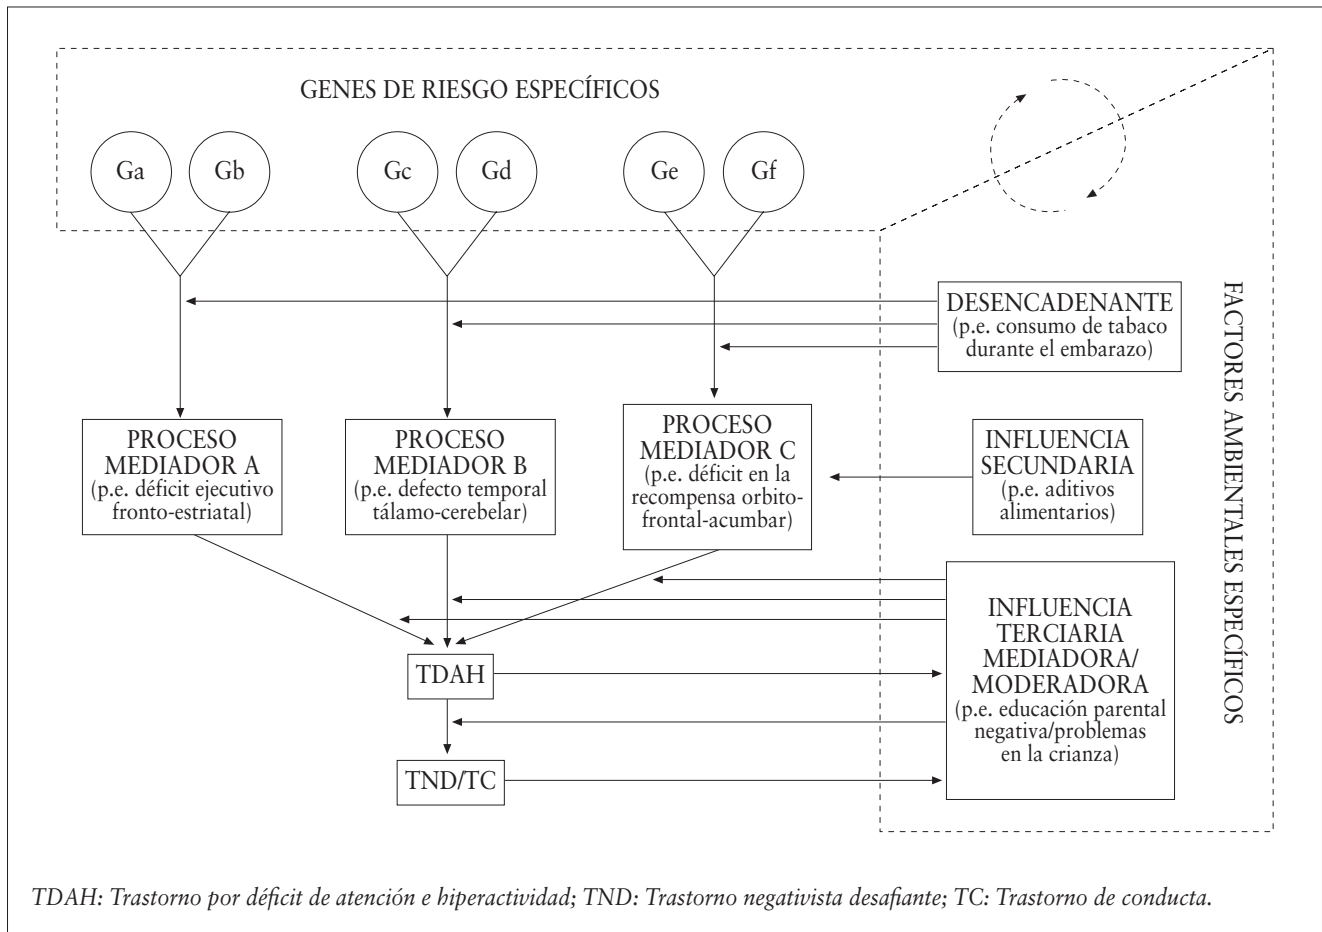 GENES DE RIESGO ESPECÍFICOS
Ga
Gb
Gc
Gd
Ge
Gf
FACTORES AMBIENTALES ESPECÍFICOS
DESENCADENANTE
(p.e. consumo de tabaco
durante el embarazo)
PROCESO
MEDIADOR A
(p.e. déficit ejecutivo
fronto-estriatal)
PROCESO
MEDIADOR B
(p.e. defecto temporal
tálamo-cerebelar)
PROCESO
MEDIADOR C
(p.e. déficit en la
recompensa orbito-
frontal-acumbar)
INFLUENCIA
SECUNDARIA
(p.e. aditivos
alimentarios)
INFLUENCIA
TERCIARIA
MEDIADORA/
MODERADORA
(p.e. educación parental
negativa/problemas
en la crianza)
TDAH
TND/TC
TDAH: Trastorno por déficit de atención e hiperactividad; TND: Trastorno negativista desafiante; TC: Trastorno de conducta.